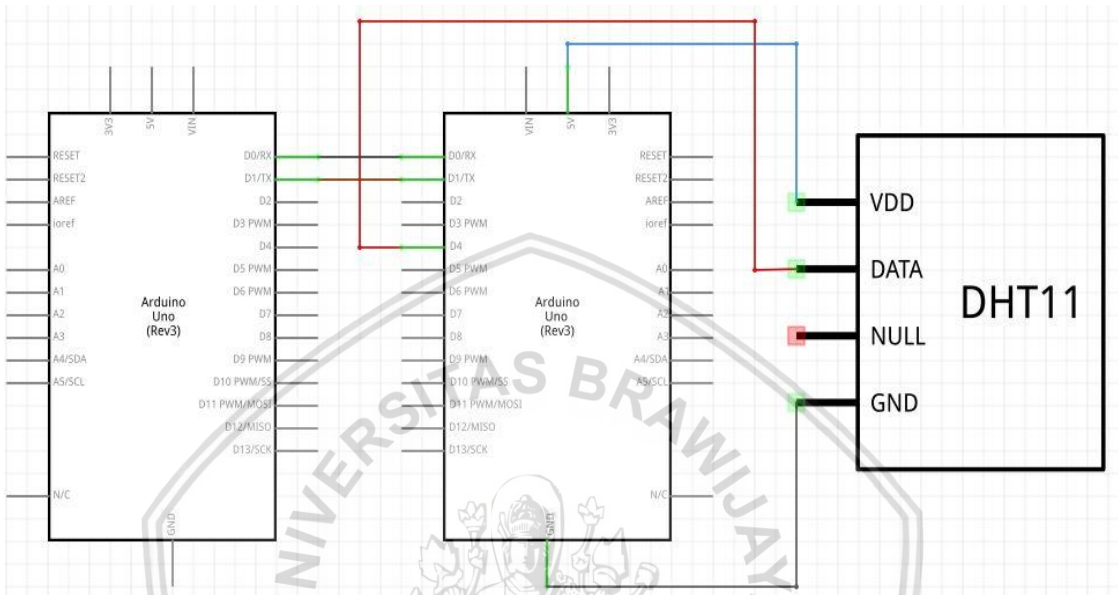 3V3 5V VIN
RESET
RESET2
AREF
ioref
A0
A1
A2
A3
A4/SDA
A5/SCL
N/C
GND
D0/RX
D1/TX
D2
D3 PWM
D4
D5 PWM
D6 PWM
D7
D8
D9 PWM
D10 PWM/SS
D11 PWM/MOSI
D12/MISO
D13/SCK
Arduino
Uno
(Rev3)
VIN 5V 3V3
D0/RX
D1/TX
D2
D3 PWM
D4
D5 PWM
D6 PWM
D7
D8
D9 PWM
D10 PWM/SS
D11 PWM/MOSI
D12/MISO
D13/SCK
Arduino
Uno
(Rev3)
RESET
RESET2
AREF
ioref
A0
A1
A2
A3
A4/SDA
A5/SCL
N/C
GND
VDD
DATA
NULL
GND
DHT11
NIVERSITAS BRAWIJAY